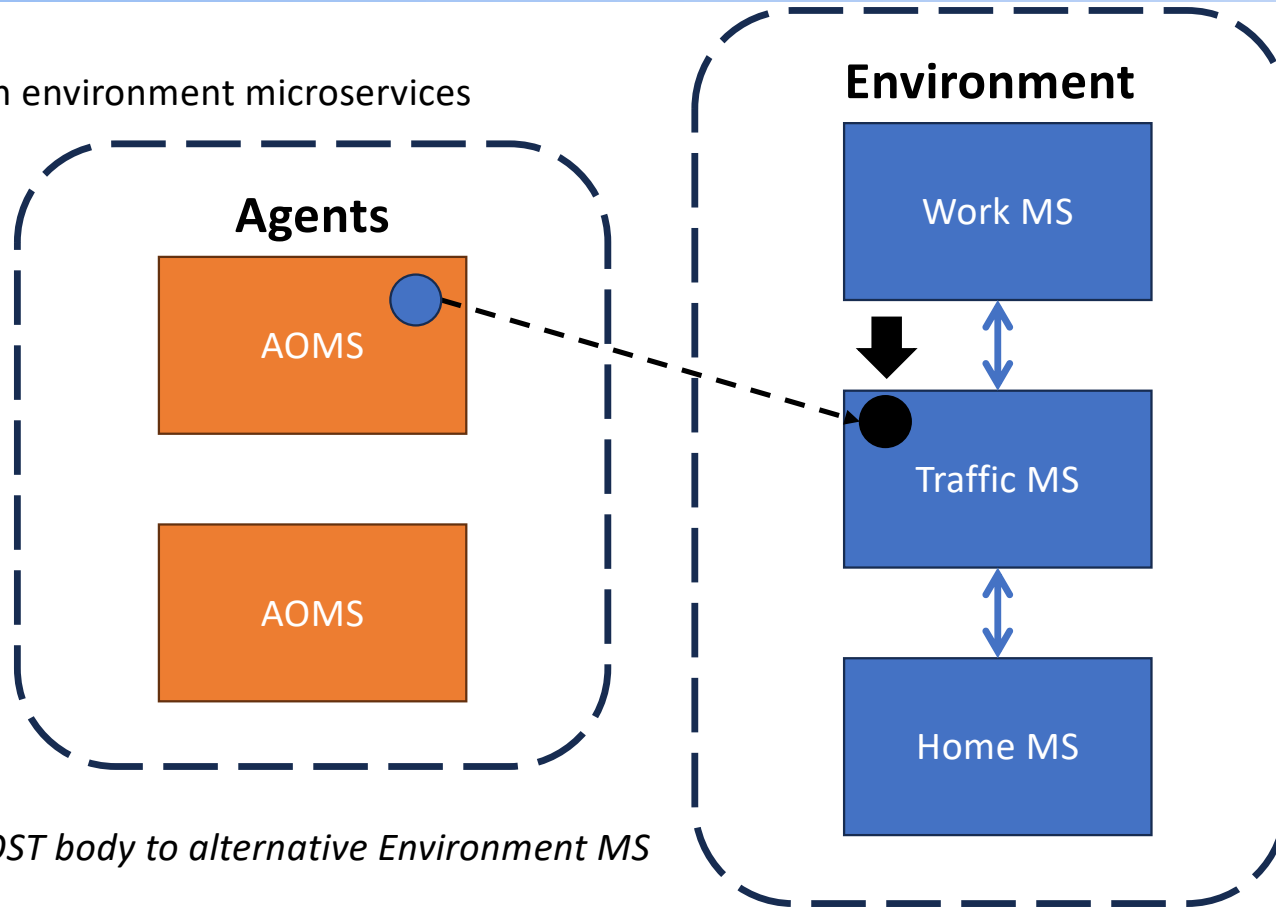 environment microservices
Environment
Agents
Work MS
AOMS
Traffic MS
AOMS
Home MS
body to alternative Environment MS